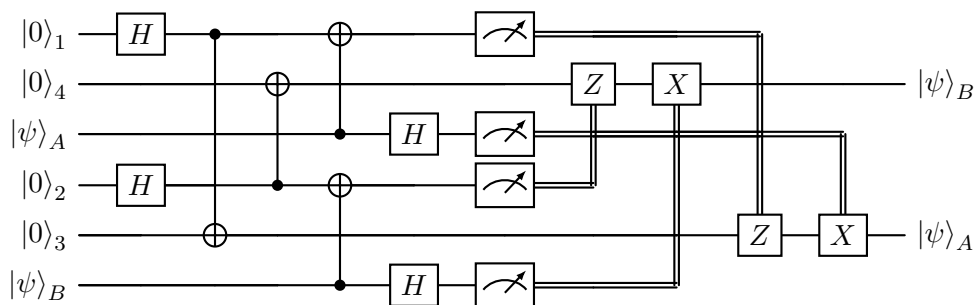 |0⟩₁ H
|0⟩₄ Z X |ψ⟩_B
|ψ⟩_A H
|0⟩₂ H
|0⟩₃ Z X |ψ⟩_A
|ψ⟩_B H